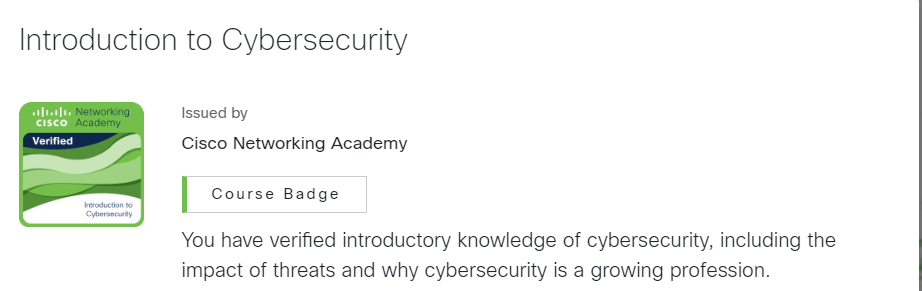 Introduction to Cybersecurity
Networking
CISCO Academy
Verified
Introduction to
Cybersecurity
Issued by
Cisco Networking Academy
Course Badge
You have verified introductory knowledge of cybersecurity, including the
impact of threats and why cybersecurity is a growing profession.